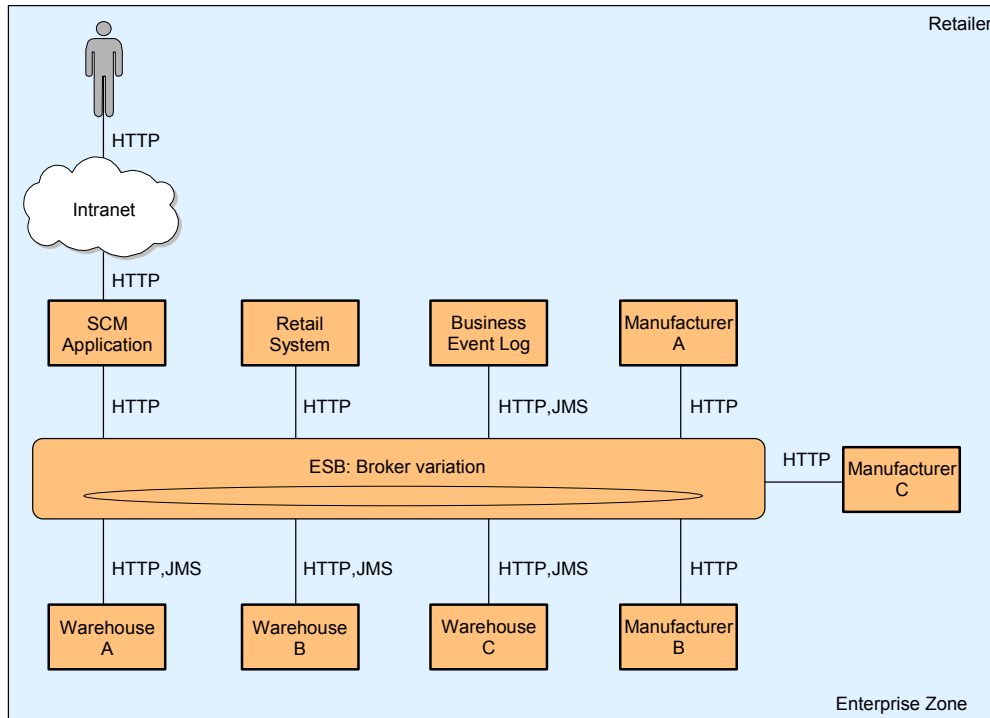 Retailer
HTTP
Intranet
HTTP
SCM
Application
Retail
System
Business
Event Log
Manufacturer
A
HTTP
HTTP
HTTP,JMS
HTTP
ESB: Broker variation
HTTP
Manufacturer
C
HTTP,JMS
HTTP,JMS
HTTP,JMS
HTTP
Warehouse
A
Warehouse
B
Warehouse
C
Manufacturer
B
Enterprise Zone